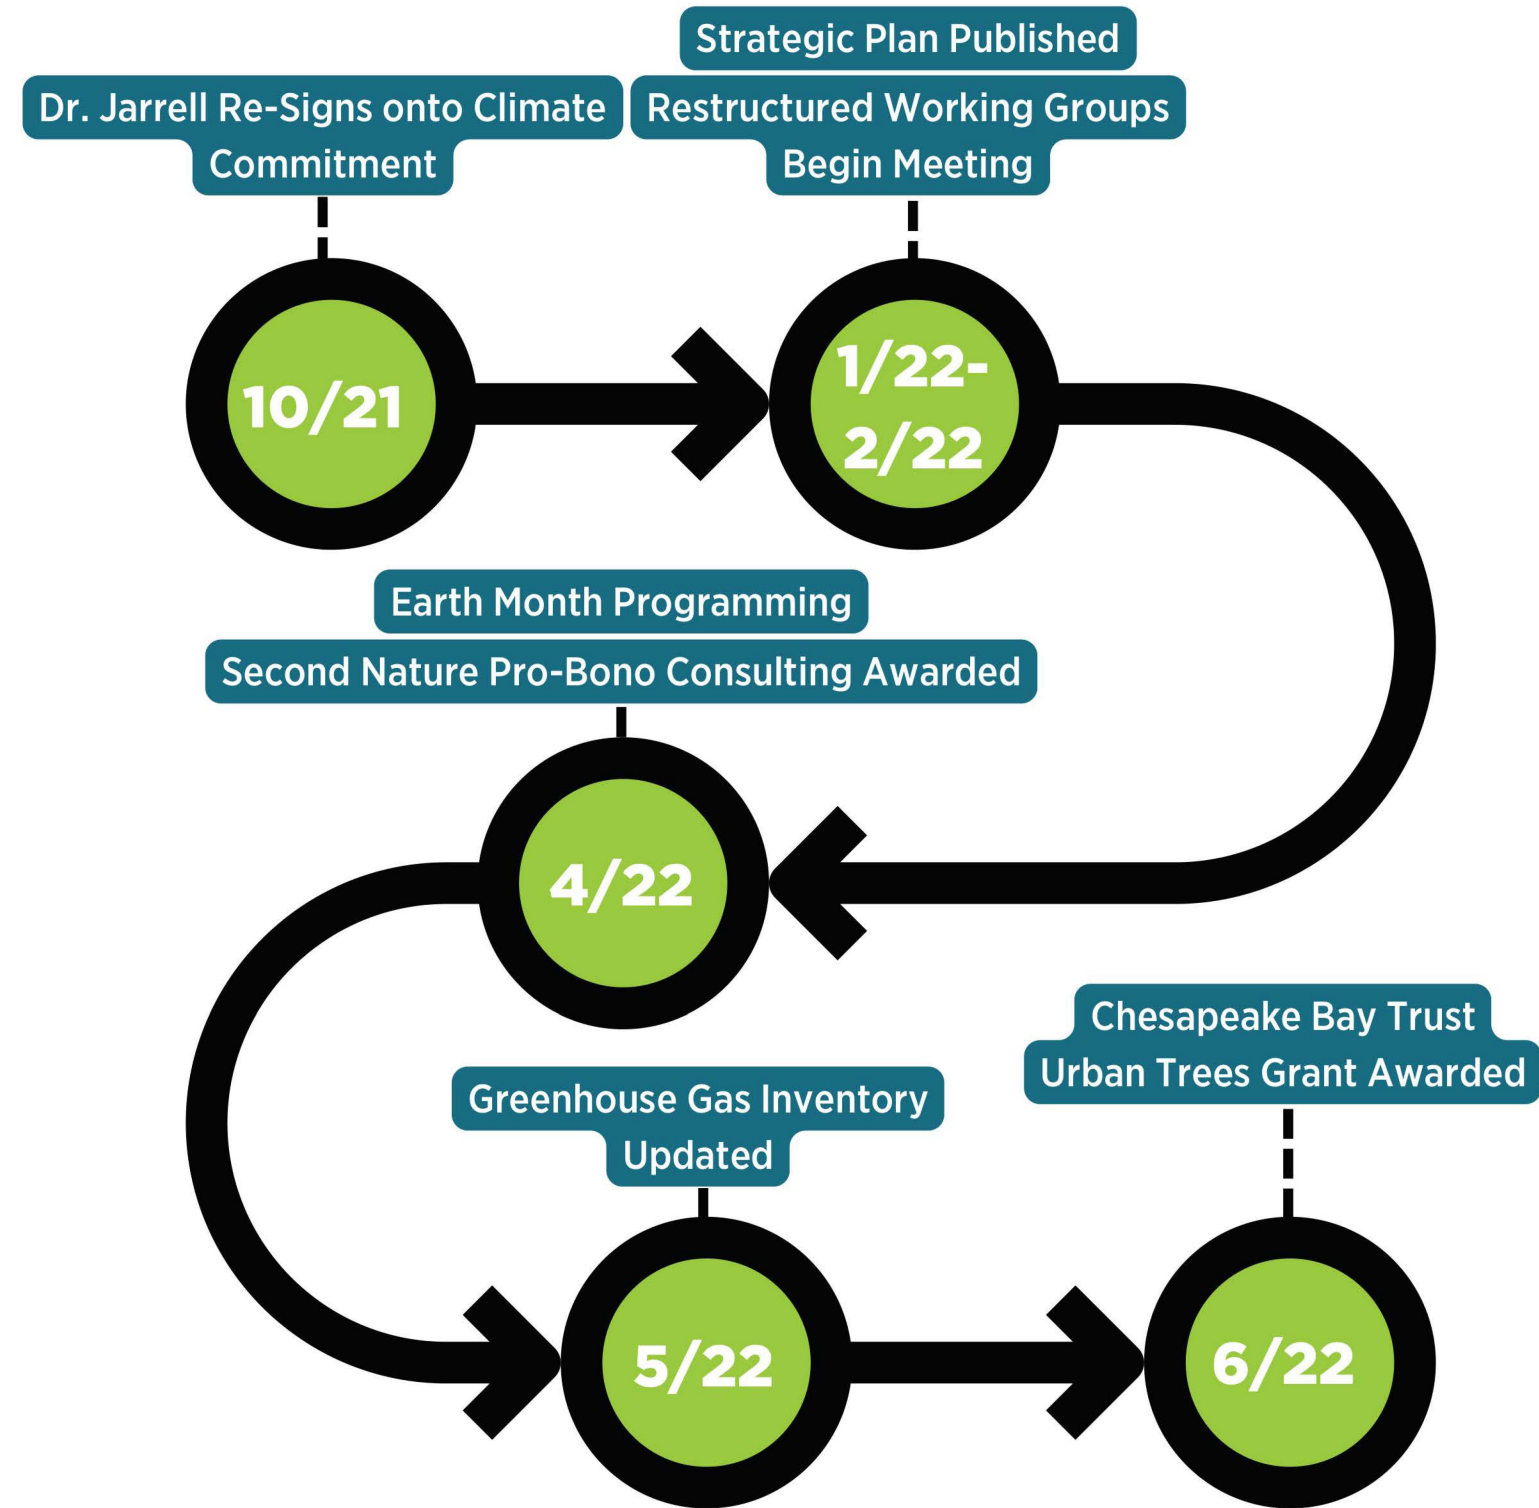 Dr. Jarrell Re-Signs onto Climate
Commitment
10/21
Strategic Plan Published
Restructured Working Groups
Begin Meeting
1/22-
2/22
Earth Month Programming
Second Nature Pro-Bono Consulting Awarded
4/22
Greenhouse Gas Inventory
Updated
5/22
Chesapeake Bay Trust
Urban Trees Grant Awarded
6/22